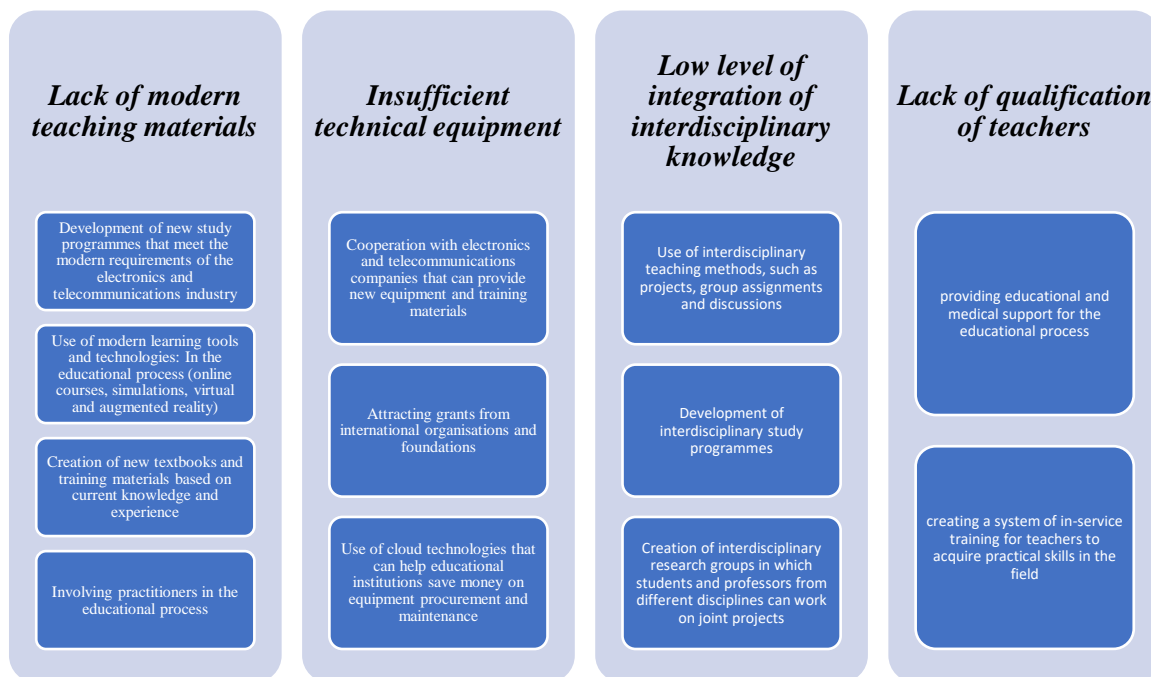 Lack of modern
teaching materials
Development of new study
programmes that meet the
modern requirements of the
electronics and
telecommunications industry
Use of modern learning tools
and technologies: In the
educational process (online
courses, simulations, virtual
and augmented reality)
Creation of new textbooks and
training materials based on
current knowledge and
experience
Involving practitioners in the
educational process
Insufficient
technical equipment
Cooperation with electronics
and telecommunications
companies that can provide
new equipment and training
materials
Attracting grants from
international organisations and
foundations
Use of cloud technologies that
can help educational
institutions save money on
equipment procurement and
maintenance
Low level of
integration of
interdisciplinary
knowledge
Use of interdisciplinary
teaching methods, such as
projects, group assignments
and discussions
Development of
interdisciplinary study
programmes
Creation of interdisciplinary
research groups in which
students and professors from
different disciplines can work
on joint projects
Lack of qualification
of teachers
providing educational and
medical support for the
educational process
creating a system of in-service
training for teachers to
acquire practical skills in the
field